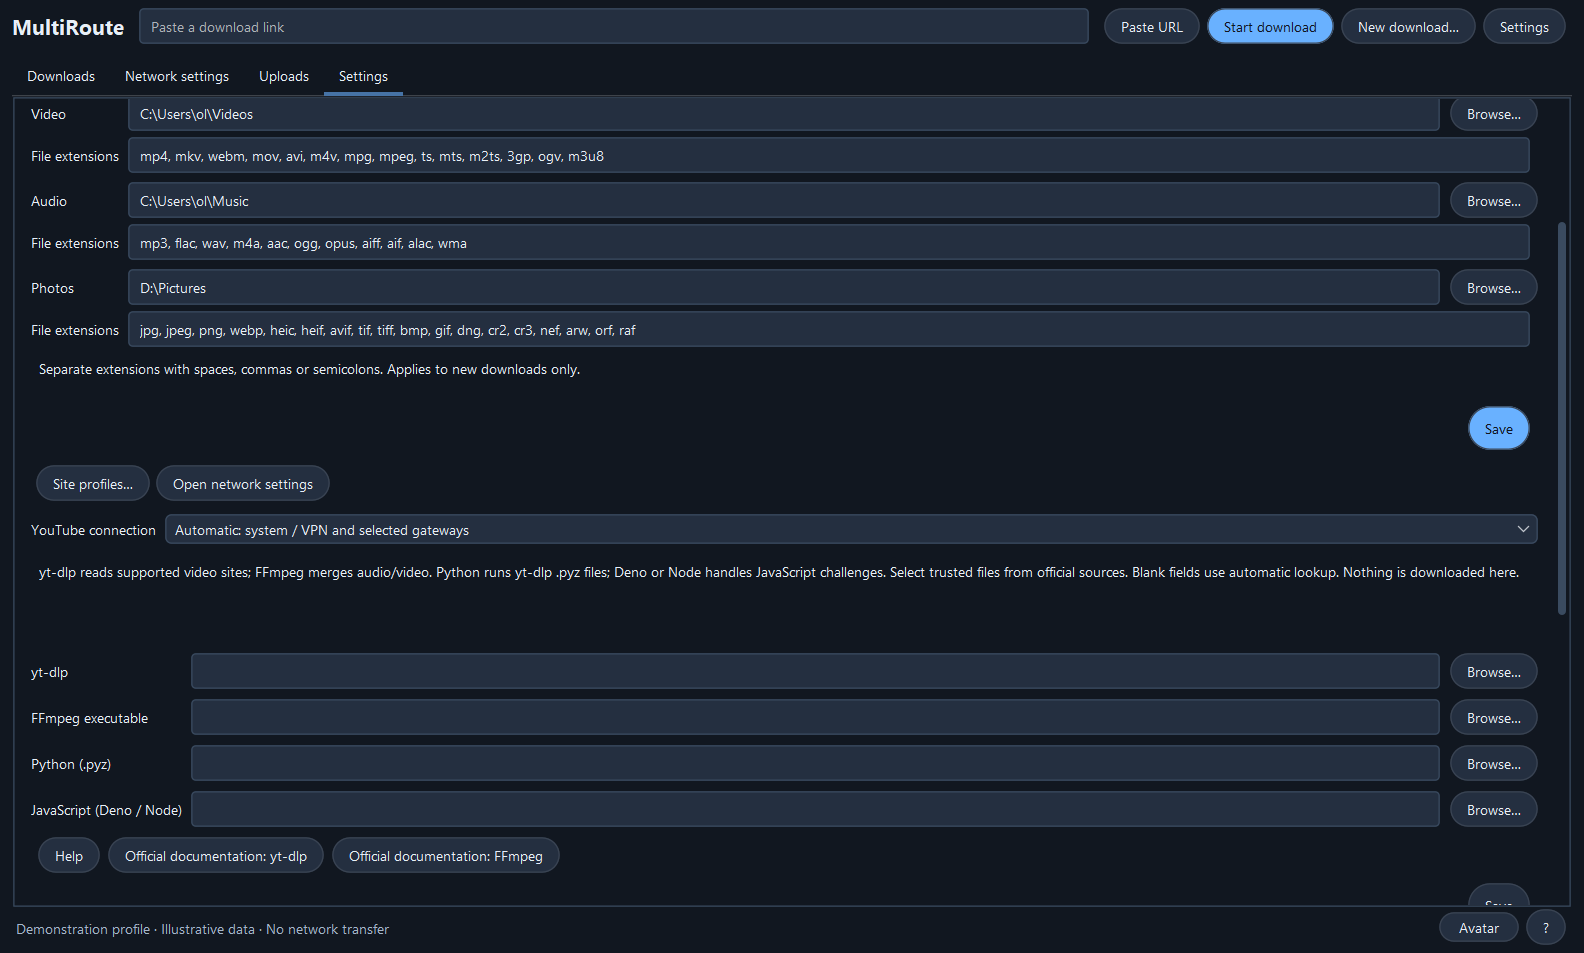 MultiRoute
Paste a download link
Paste URL
Start download
New download...
Settings
Downloads
Network settings
Uploads
Settings
Video
C:\Users\ol\Videos
Browse...
File extensions
mp4, mkv, webm, mov, avi, m4v, mpg, mpeg, ts, mts, m2ts, 3gp, ogv, m3u8
Audio
C:\Users\ol\Music
Browse...
File extensions
mp3, flac, wav, m4a, aac, ogg, opus, aiff, aif, alac, wma
Photos
D:\Pictures
Browse...
File extensions
jpg, jpeg, png, webp, heic, heif, avif, tif, tiff, bmp, gif, dng, cr2, cr3, nef, arw, orf, raf
Separate extensions with spaces, commas or semicolons. Applies to new downloads only.
Save
Site profiles...
Open network settings
YouTube connection
Automatic: system / VPN and selected gateways
yt-dlp reads supported video sites; FFmpeg merges audio/video. Python runs yt-dlp .pyz files; Deno or Node handles JavaScript challenges. Select trusted files from official sources. Blank fields use automatic lookup. Nothing is downloaded here.
yt-dlp
Browse...
FFmpeg executable
Browse...
Python (.pyz)
Browse...
JavaScript (Deno / Node)
Browse...
Help
Official documentation: yt-dlp
Official documentation: FFmpeg
Save
Demonstration profile · Illustrative data · No network transfer
Avatar
?